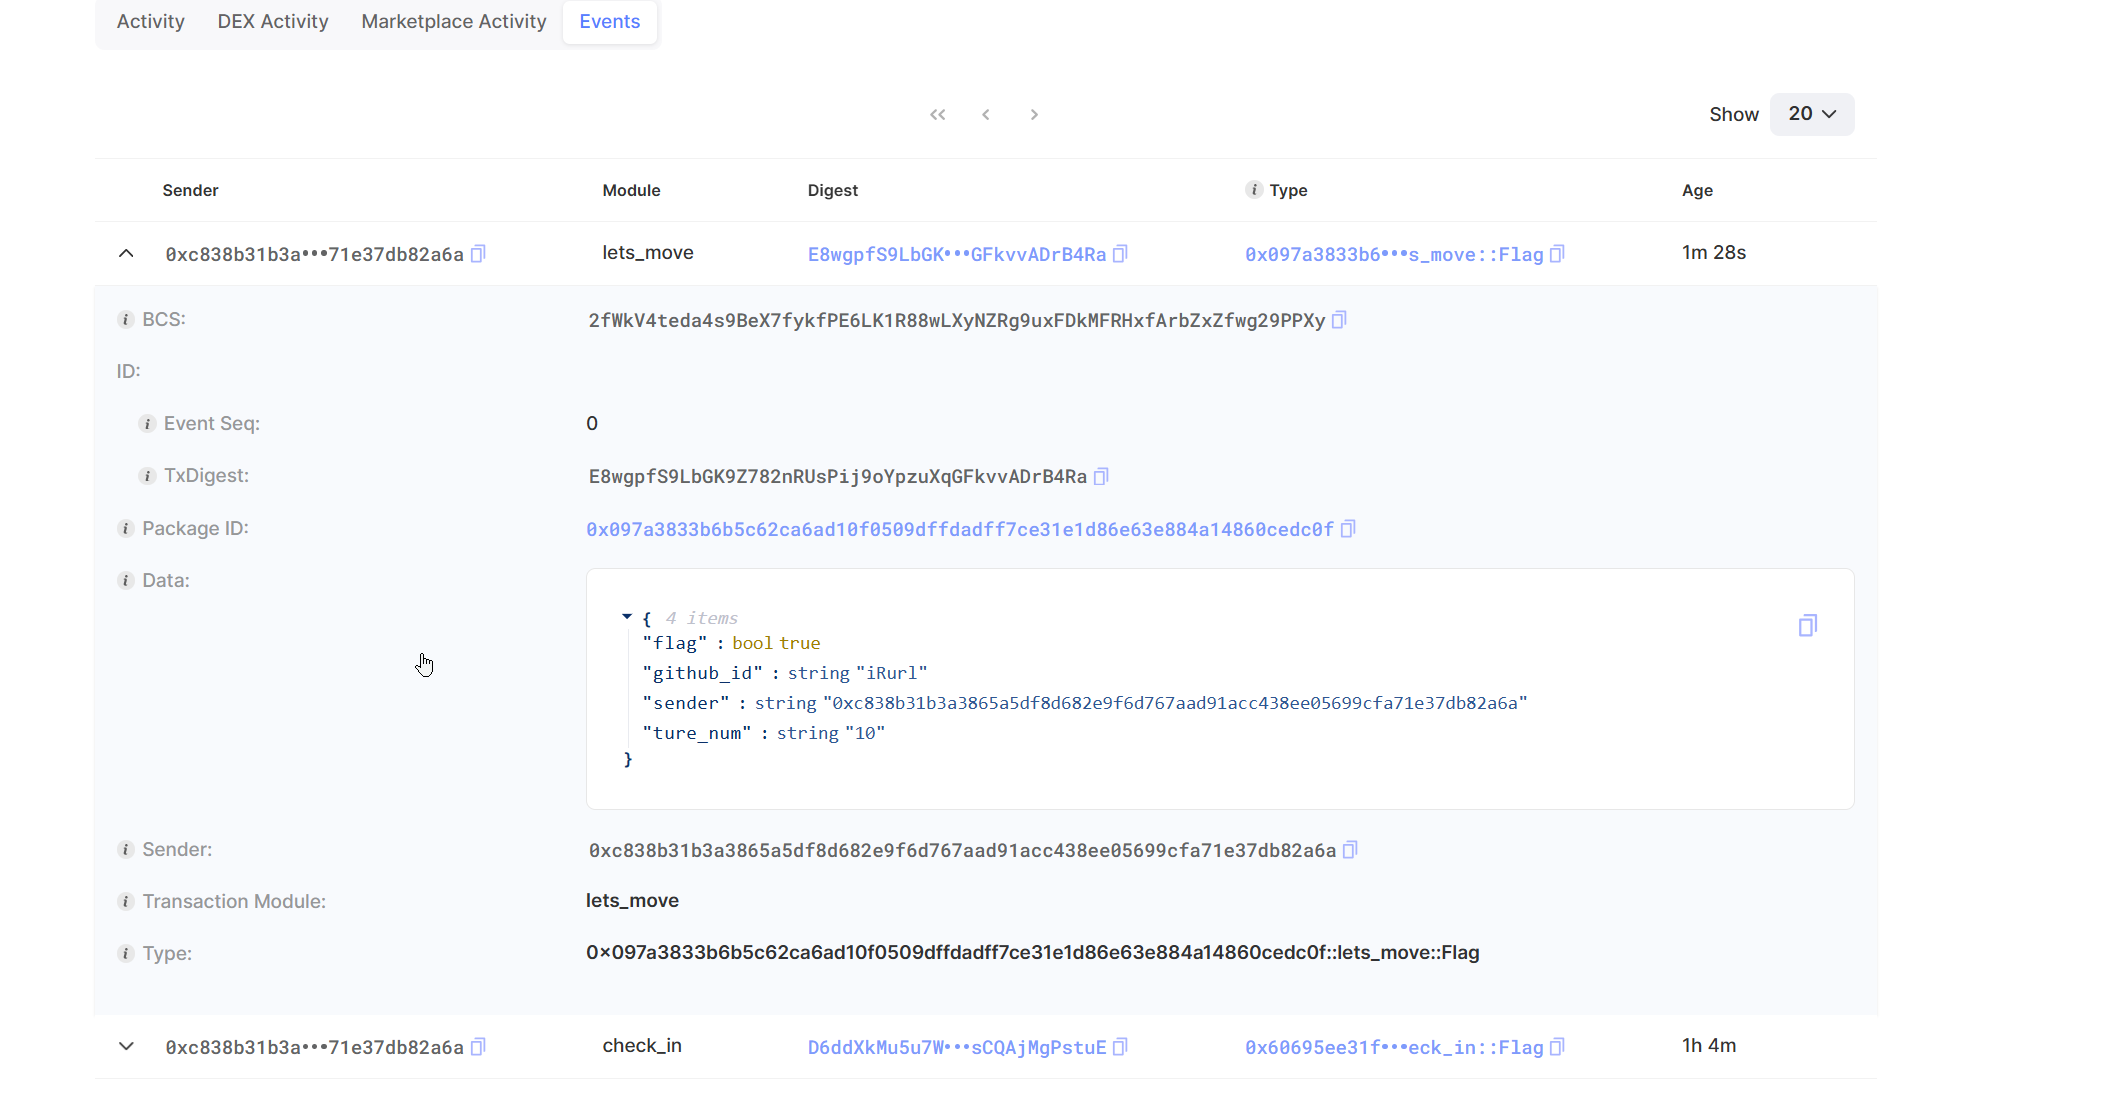 Activity DEX Activity Marketplace Activity Events
Show 20
Sender Module Digest Type Age
0xc838b31b3a•••71e37db82a6a lets_move E8wgpfS9LbGK•••GFkvvADrB4Ra 0x097a3833b6•••s_move::Flag 1m 28s
BCS: 2fWkV4teda4s9BeX7fykfPE6LK1R88wLXyNZRg9uxFDkMFRHxfArbZxZfwg29PPXy
ID:
Event Seq: 0
TxDigest: E8wgpfS9LbGK9Z782nRUsPij9oYpzuXqGFkvvADrB4Ra
Package ID: 0x097a3833b6b5c62ca6ad10f0509dffdadff7ce31e1d86e63e884a14860cedc0f
Data:
{ 4 items
"flag" : bool true
"github_id" : string "iRurl"
"sender" : string "0xc838b31b3a3865a5df8d682e9f6d767aad91acc438ee05699cfa71e37db82a6a"
"ture_num" : string "10"
}
Sender: 0xc838b31b3a3865a5df8d682e9f6d767aad91acc438ee05699cfa71e37db82a6a
Transaction Module: lets_move
Type: 0x097a3833b6b5c62ca6ad10f0509dffdadff7ce31e1d86e63e884a14860cedc0f::lets_move::Flag
0xc838b31b3a•••71e37db82a6a check_in D6ddXkMu5u7W•••sCQAjMgPstuE 0x60695ee31f•••eck_in::Flag 1h 4m